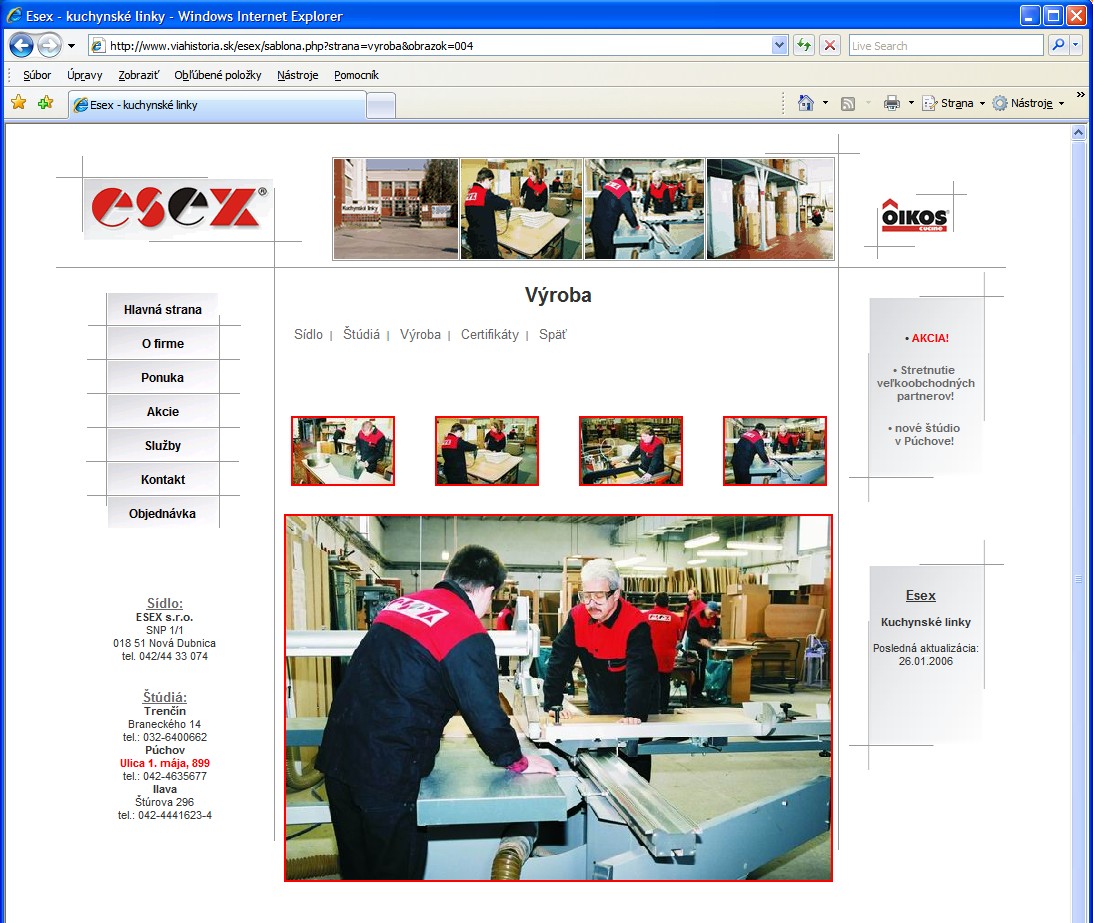 Esex - kuchynské linky - Windows Internet Explorer
http://www.viahistoria.sk/esex/sablona.php?strana=vyroba&obrazok=004
Live Search
Súbor Úpravy Zobraziť Obľúbené položky Nástroje Pomocník
Esex - kuchynské linky
Strana Nástroje »
esex®
Kuchynské linky
ÔIKOS
cucine
Výroba
Sídlo | Štúdiá | Výroba | Certifikáty | Späť
Hlavná strana
O firme
Ponuka
Akcie
Služby
Kontakt
Objednávka
Sídlo:
ESEX s.r.o.
SNP 1/1
018 51 Nová Dubnica
tel. 042/44 33 074
Štúdiá:
Trenčín
Braneckého 14
tel.: 032-6400662
Púchov
Ulica 1. mája, 899
tel.: 042-4635677
Ilava
Štúrova 296
tel.: 042-4441623-4
esex
• AKCIA!
• Stretnutie
veľkoobchodných
partnerov!
• nové štúdio
v Púchove!
Esex
Kuchynské linky
Posledná aktualizácia:
26.01.2006